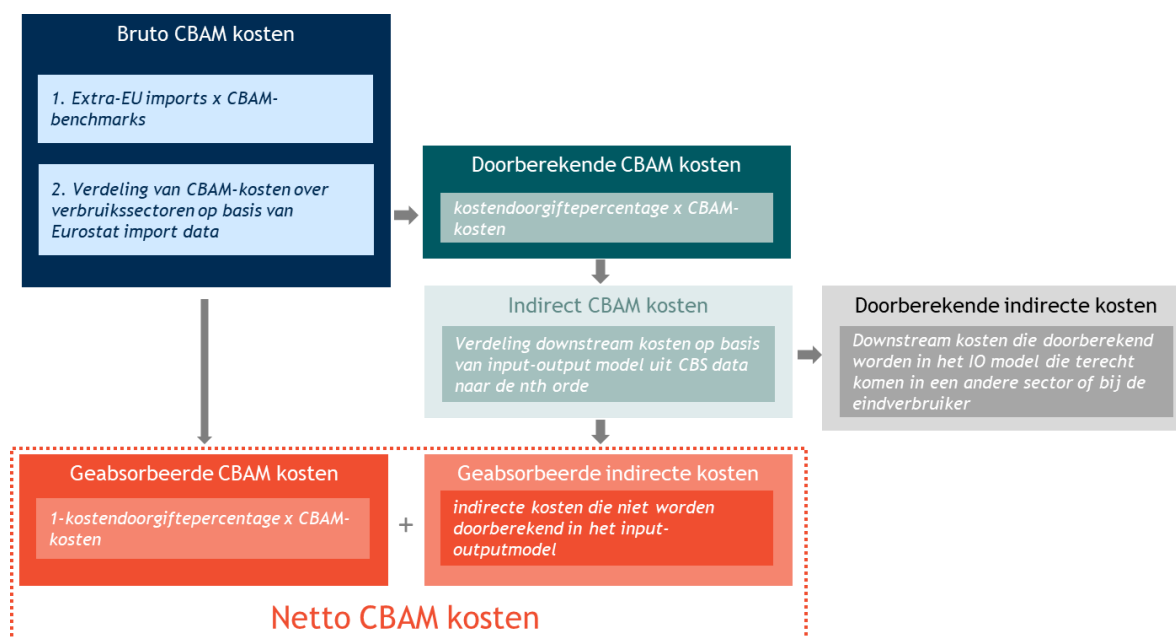 Bruto CBAM kosten
1. Extra-EU imports x CBAM-
benchmarks
2. Verdeling van CBAM-kosten over
verbruikssectoren op basis van
Eurostat import data
Doorberekende CBAM kosten
kostendoorgiftepercentage x CBAM-
kosten
Indirect CBAM kosten
Verdeling downstream kosten op basis
van input-output model uit CBS data
naar de nth orde
Doorberekende indirecte kosten
Downstream kosten die doorberekend
worden in het IO model die terecht
komen in een andere sector of bij de
eindverbruiker
Geabsorbeerde CBAM kosten
1-kostendoorgiftepercentage x CBAM-
kosten
+
Geabsorbeerde indirecte kosten
indirecte kosten die niet worden
doorberekend in het input-
outputmodel
Netto CBAM kosten